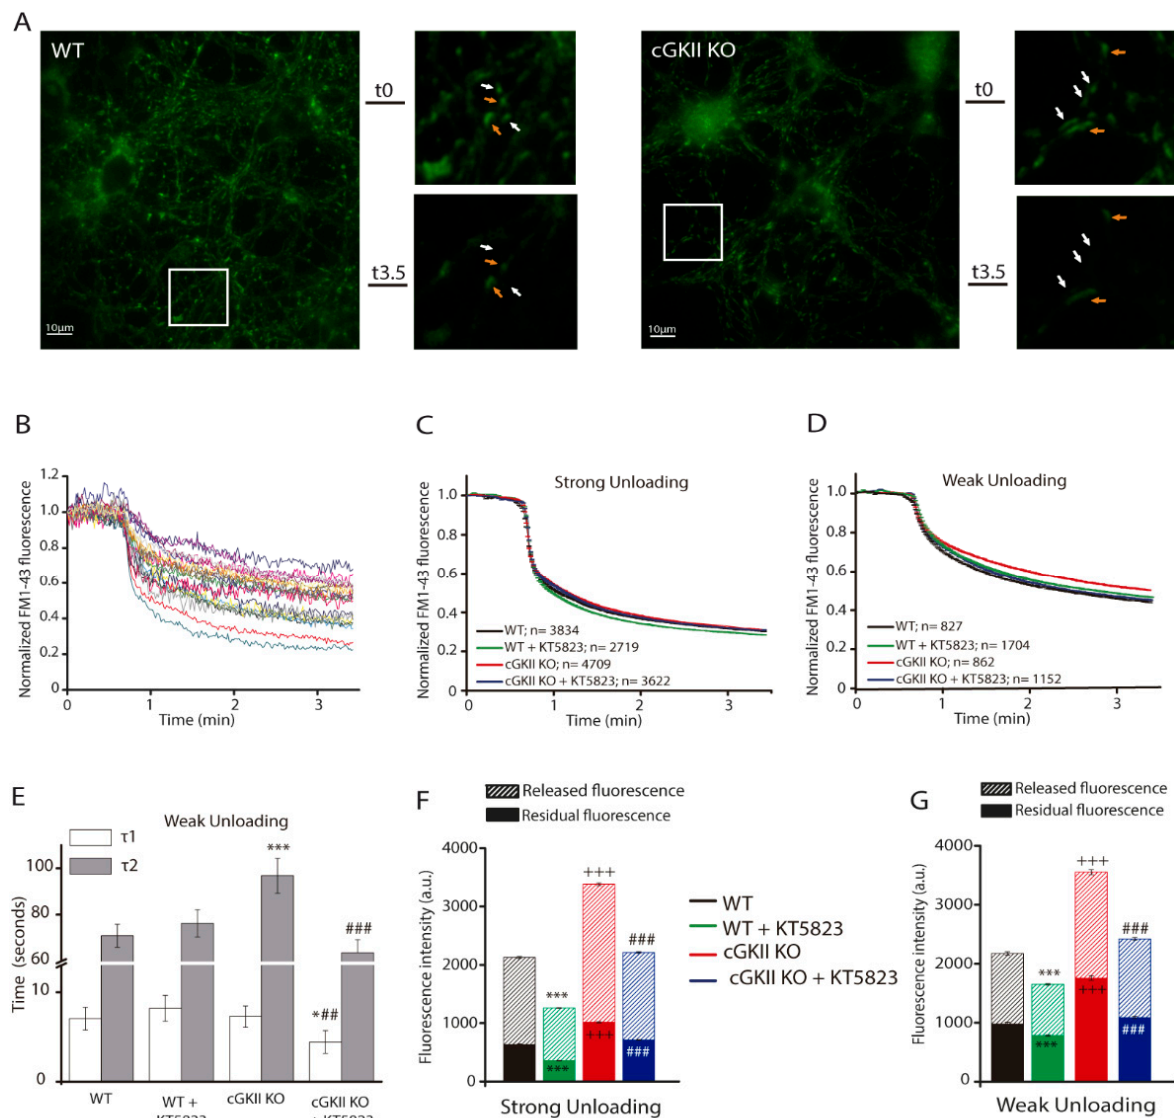 A
WT
t0
t3.5
10µm
cGKII KO
t0
t3.5
10µm
B
Normalized FM1-43 fluorescence
1.2
1.0
0.8
0.6
0.4
0.2
0
0
1
2
3
Time (min)
C
Strong Unloading
Normalized FM1-43 fluorescence
1.0
0.8
0.6
0.4
0.2
0
WT; n= 3834
WT + KT5823; n= 2719
cGKII KO; n= 4709
cGKII KO + KT5823; n= 3622
0
1
2
3
Time (min)
D
Weak Unloading
Normalized FM1-43 fluorescence
1.0
0.8
0.6
0.4
0.2
0
WT; n= 827
WT + KT5823; n= 1704
cGKII KO; n= 862
cGKII KO + KT5823; n= 1152
0
1
2
3
Time (min)
E
Weak Unloading
τ1
τ2
Time (seconds)
100
80
60
10
0
***
###
*##
WT
WT +
KT5823
cGKII KO
cGKII KO
+ KT5823
F
Released fluorescence
Residual fluorescence
Fluorescence intensity (a.u.)
4000
3000
2000
1000
0
***
***
+++
+++
###
###
Strong Unloading
WT
WT + KT5823
cGKII KO
cGKII KO + KT5823
G
Released fluorescence
Residual fluorescence
Fluorescence intensity (a.u.)
4000
3000
2000
1000
0
***
***
+++
+++
###
###
Weak Unloading